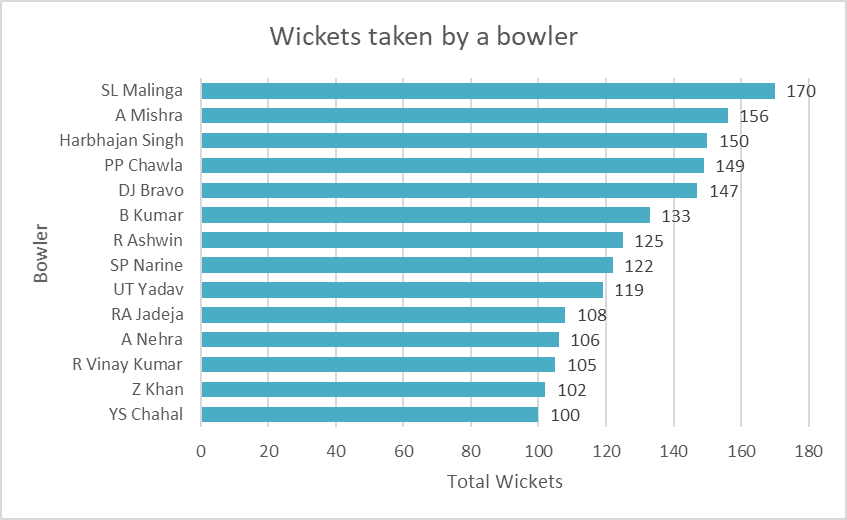 Wickets taken by a bowler
SL Malinga 170
A Mishra 156
Harbhajan Singh 150
PP Chawla 149
DJ Bravo 147
B Kumar 133
R Ashwin 125
SP Narine 122
UT Yadav 119
RA Jadeja 108
A Nehra 106
R Vinay Kumar 105
Z Khan 102
YS Chahal 100
Bowler
0 20 40 60 80 100 120 140 160 180
Total Wickets